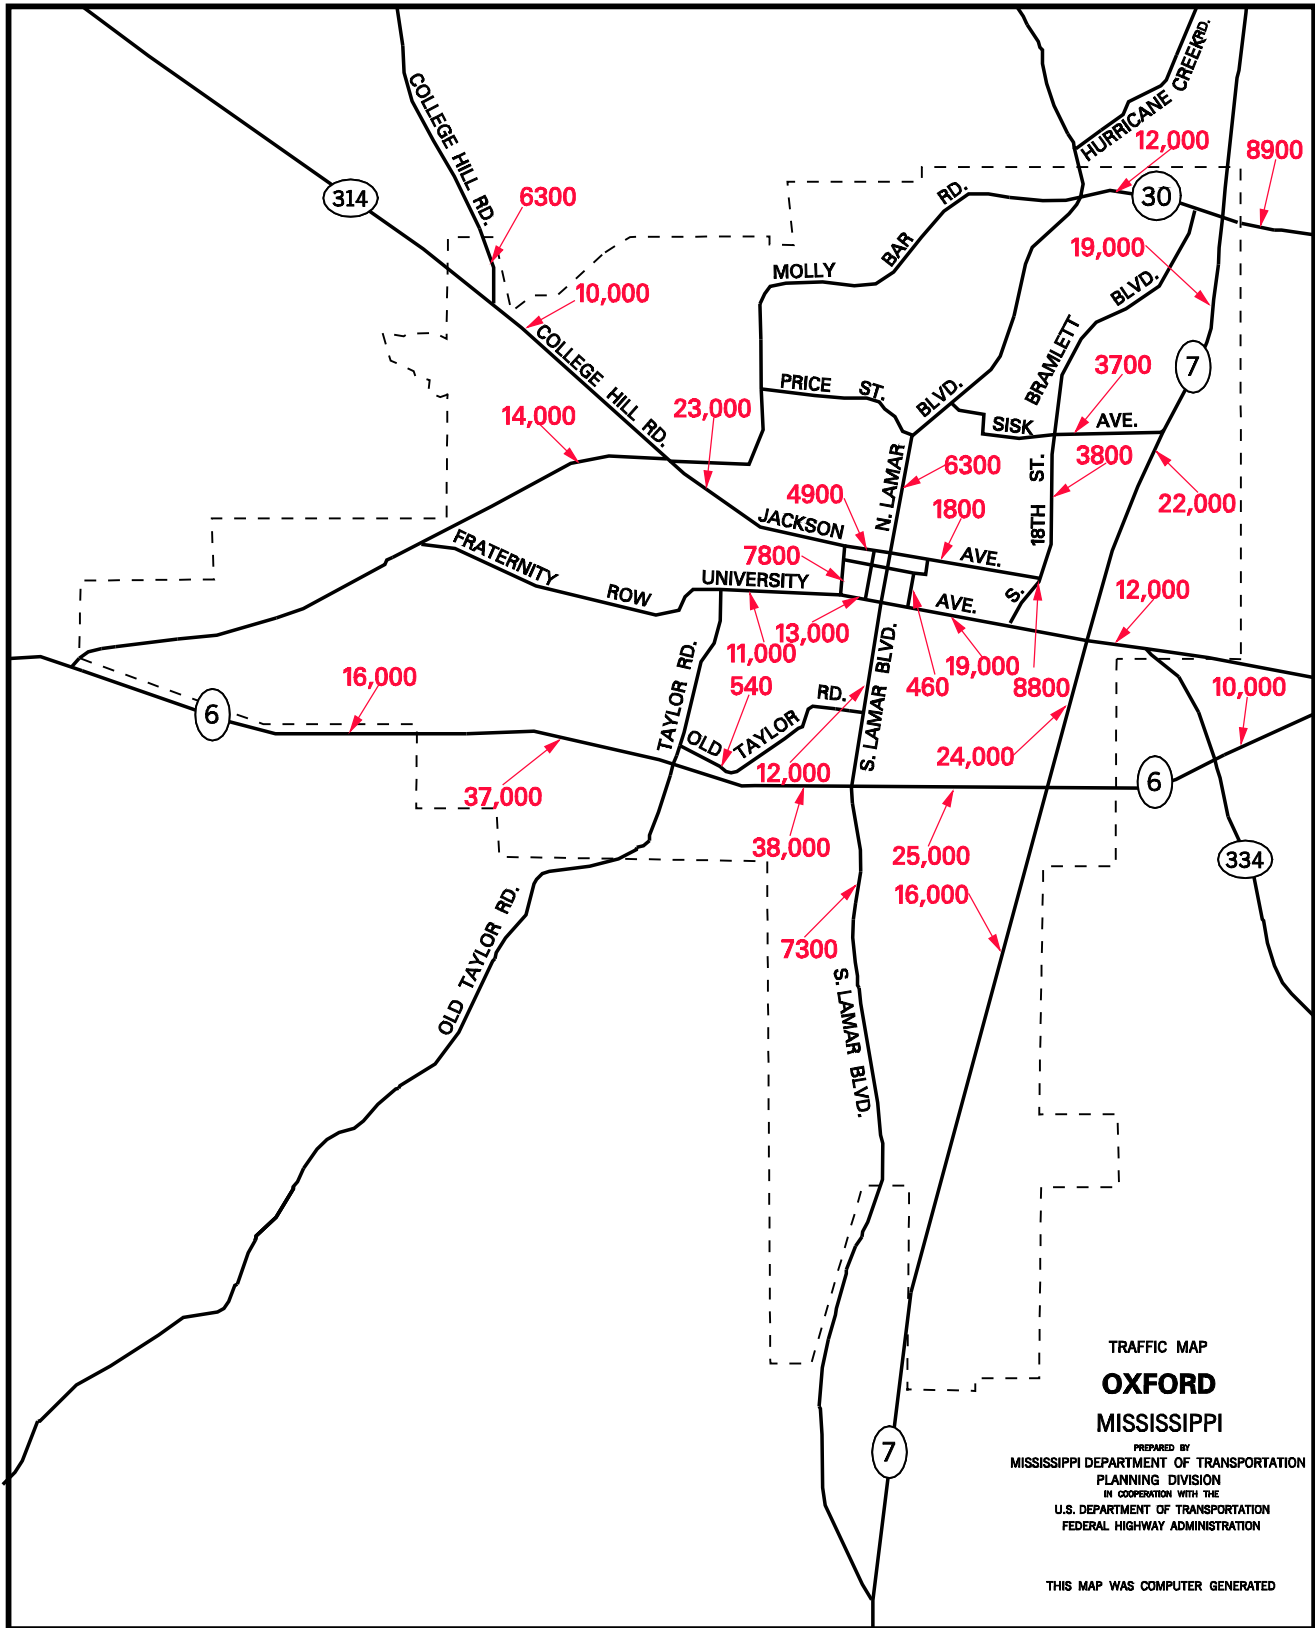 COLLEGE HILL RD.
HURRICANE CREEK RD.
12,000
8900
314
6300
30
BAR RD.
19,000
MOLLY
BLVD.
10,000
COLLEGE HILL RD.
BRAMLETT
7
3700
PRICE ST.
BLVD.
23,000
14,000
SISK AVE.
N. LAMAR
6300
18TH ST.
3800
4900
22,000
1800
JACKSON AVE.
FRATERNITY ROW
7800
UNIVERSITY AVE.
S.
12,000
13,000
11,000
19,000
TAYLOR RD.
S. LAMAR BLVD.
16,000
540
460
8800
10,000
6
OLD TAYLOR RD.
24,000
12,000
6
37,000
38,000
25,000
334
16,000
OLD TAYLOR RD.
7300
S. LAMAR BLVD.
7
TRAFFIC MAP
OXFORD
MISSISSIPPI
PREPARED BY
MISSISSIPPI DEPARTMENT OF TRANSPORTATION
PLANNING DIVISION
IN COOPERATION WITH THE
U.S. DEPARTMENT OF TRANSPORTATION
FEDERAL HIGHWAY ADMINISTRATION
THIS MAP WAS COMPUTER GENERATED